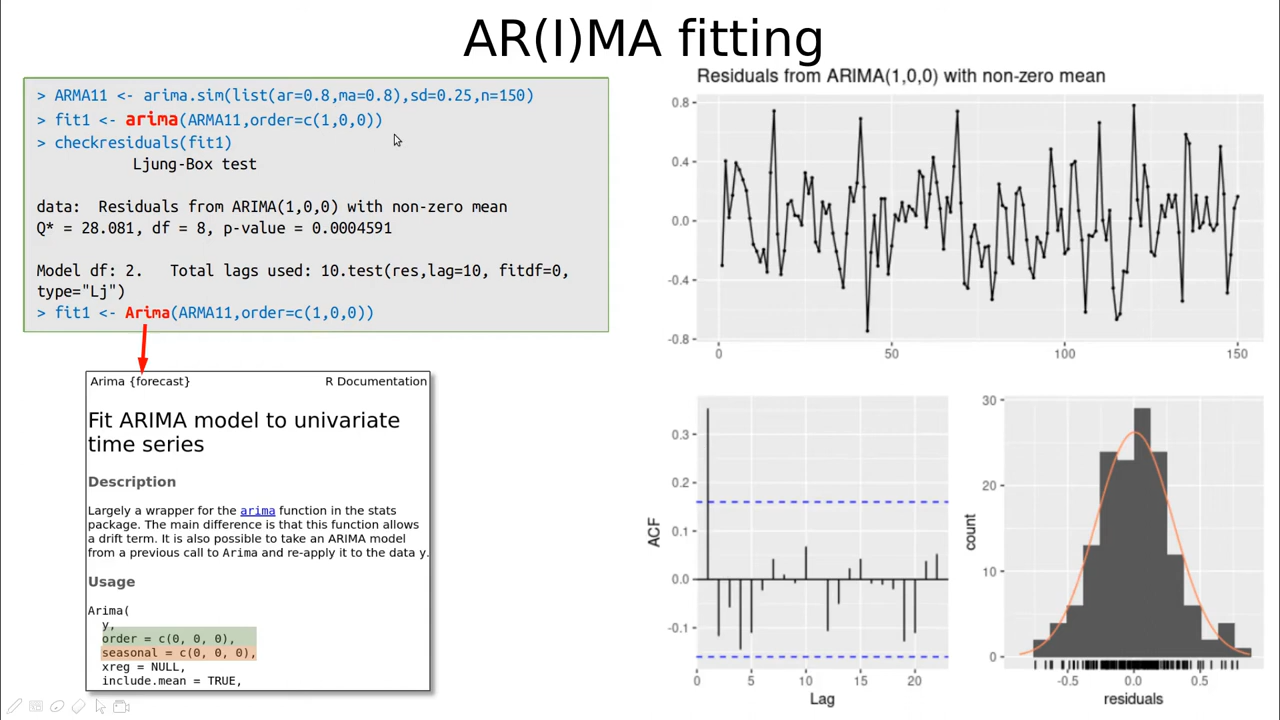 AR(I)MA fitting
> ARMA11 <- arima.sim(list(ar=0.8,ma=0.8),sd=0.25,n=150)
> fit1 <- arima(ARMA11,order=c(1,0,0))
> checkresiduals(fit1)
Ljung-Box test
data:  Residuals from ARIMA(1,0,0) with non-zero mean
Q* = 28.081, df = 8, p-value = 0.0004591
Model df: 2.   Total lags used: 10.test(res,lag=10, fitdf=0,
type="Lj")
> fit1 <- Arima(ARMA11,order=c(1,0,0))
Arima {forecast} R Documentation
Fit ARIMA model to univariate
time series
Description
Largely a wrapper for the arima function in the stats
package. The main difference is that this function allows
a drift term. It is also possible to take an ARIMA model
from a previous call to Arima and re-apply it to the data y.
Usage
Arima(
y,
order = c(0, 0, 0),
seasonal = c(0, 0, 0),
xreg = NULL,
include.mean = TRUE,
Residuals from ARIMA(1,0,0) with non-zero mean
0.8
0.4
0.0
-0.4
-0.8
0 50 100 150
ACF
0.3
0.2
0.1
0.0
-0.1
0 5 10 15 20
Lag
count
30
20
10
0
-0.5 0.0 0.5
residuals